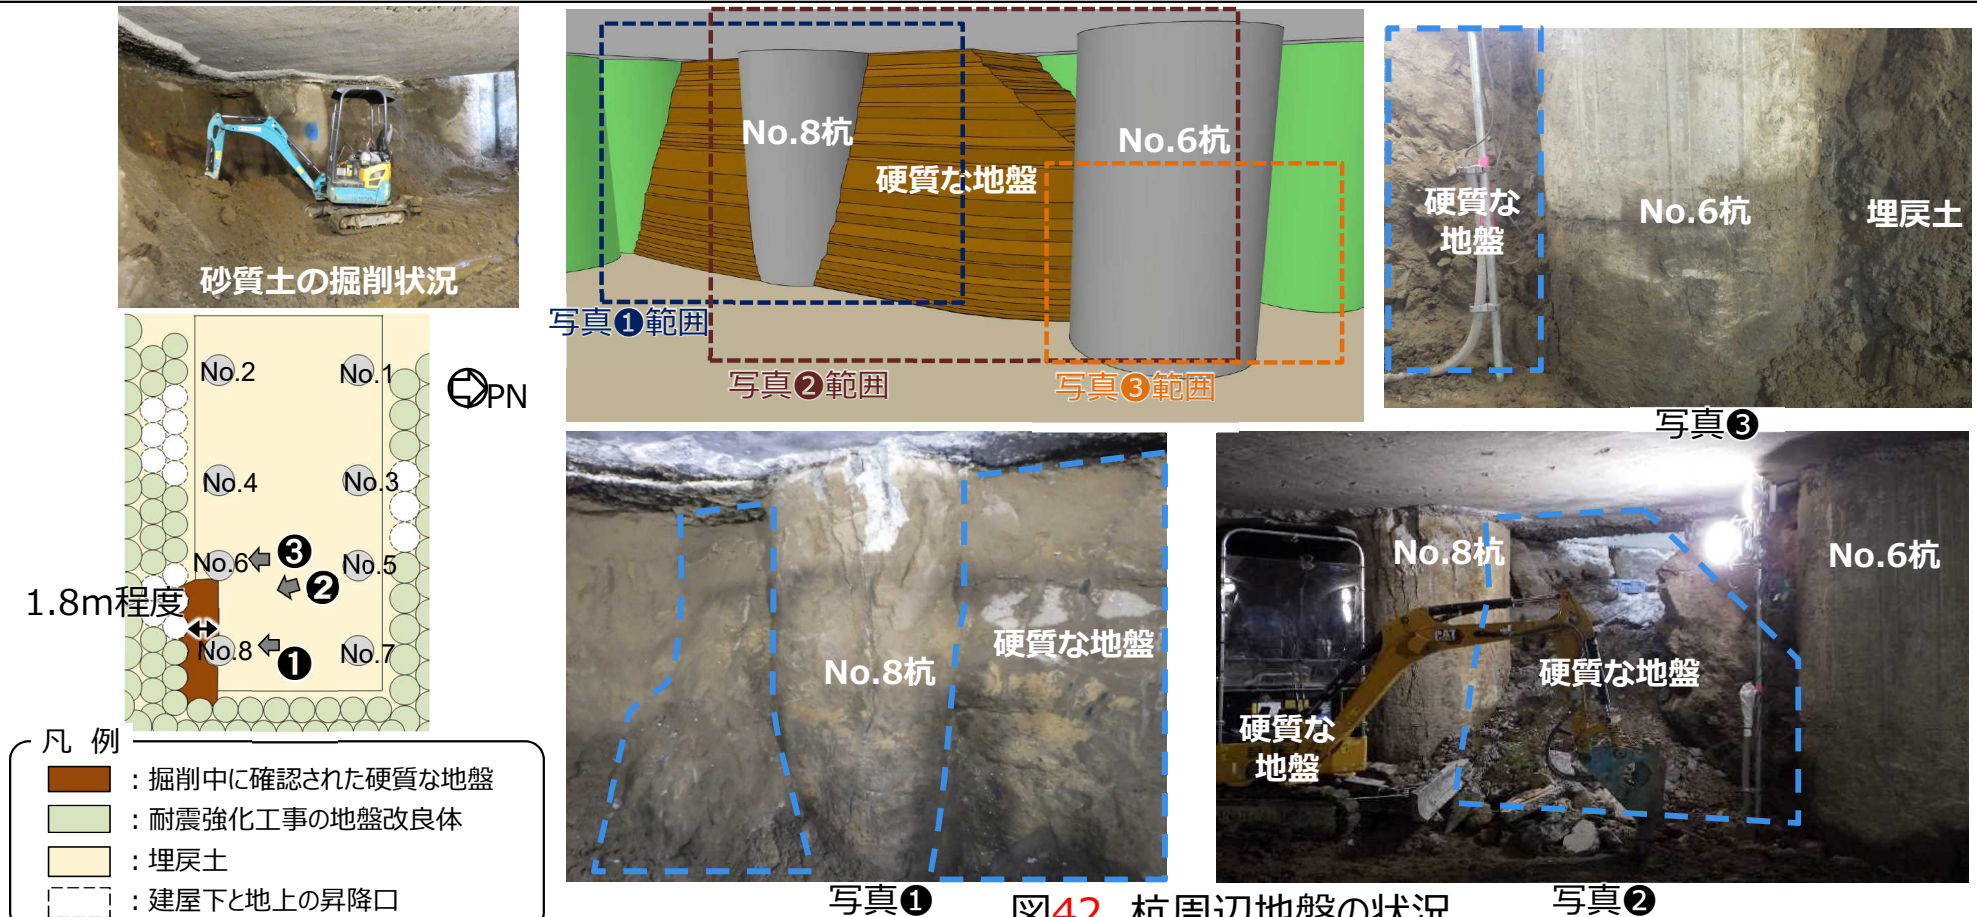 砂質土の掘削状況
No.8杭
No.6杭
硬質な地盤
写真❶範囲
写真❷範囲
写真❸範囲
硬質な
地盤
No.6杭
埋戻土
写真❸
No.2
No.1
PN
No.4
No.3
No.6
❸
No.5
❷
1.8m程度
No.8
❶
No.7
凡 例
：掘削中に確認された硬質な地盤
：耐震強化工事の地盤改良体
：埋戻土
：建屋下と地上の昇降口
No.8杭
硬質な地盤
写真❶
No.8杭
No.6杭
硬質な地盤
硬質な
地盤
CAT
写真❷
図42 杭周辺地盤の状況